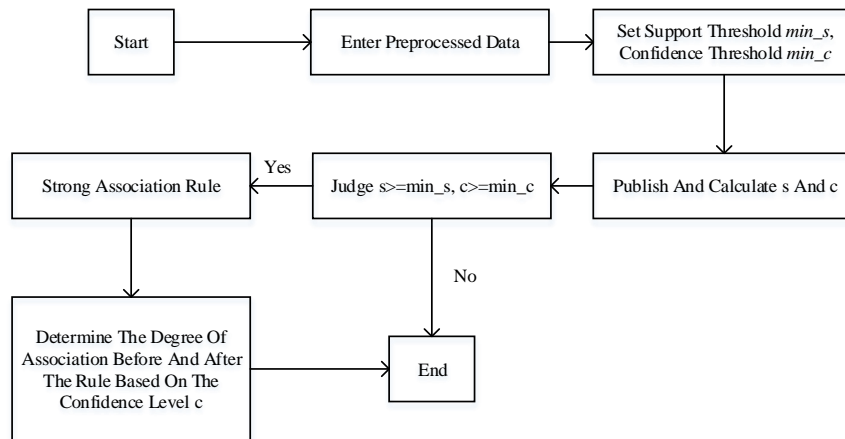 Start
Enter Preprocessed Data
Set Support Threshold min_s,
Confidence Threshold min_c
Publish And Calculate s And c
Judge s>=min_s, c>=min_c
Yes
Strong Association Rule
No
Determine The Degree Of
Association Before And After
The Rule Based On The
Confidence Level c
End